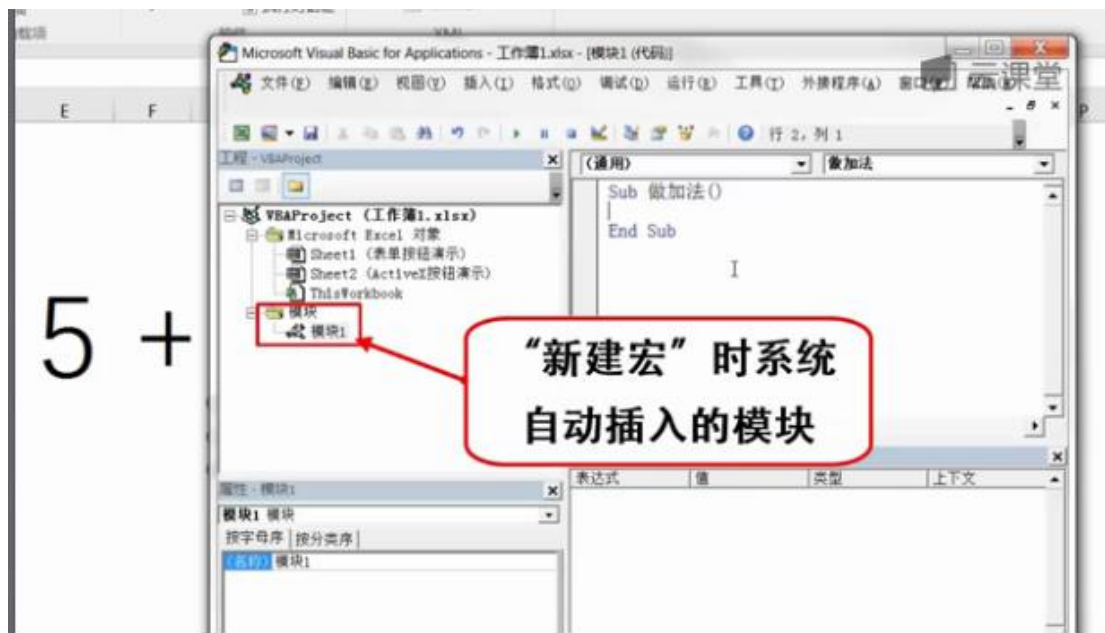 XML
Microsoft Visual Basic for Applications - 工作簿1.xlsx - [模块1 (代码)]
云课堂
文件(F) 编辑(E) 视图(V) 插入(I) 格式(O) 调试(D) 运行(R) 工具(T) 外接程序(A)
E F P
行 2, 列 1
工程 - VBAProject
(通用) 做加法
Sub 做加法()
VBAProject (工作簿1.xlsx)
End Sub
Microsoft Excel 对象
Sheet1 (表单按钮演示)
Sheet2 (ActiveX按钮演示)
ThisWorkbook
模块
模块1
5 +
“新建宏”时系统
自动插入的模块
表达式 值 类型 上下文
属性 - 模块1
模块1 模块
按字母序 按分类序
(名称) 模块1